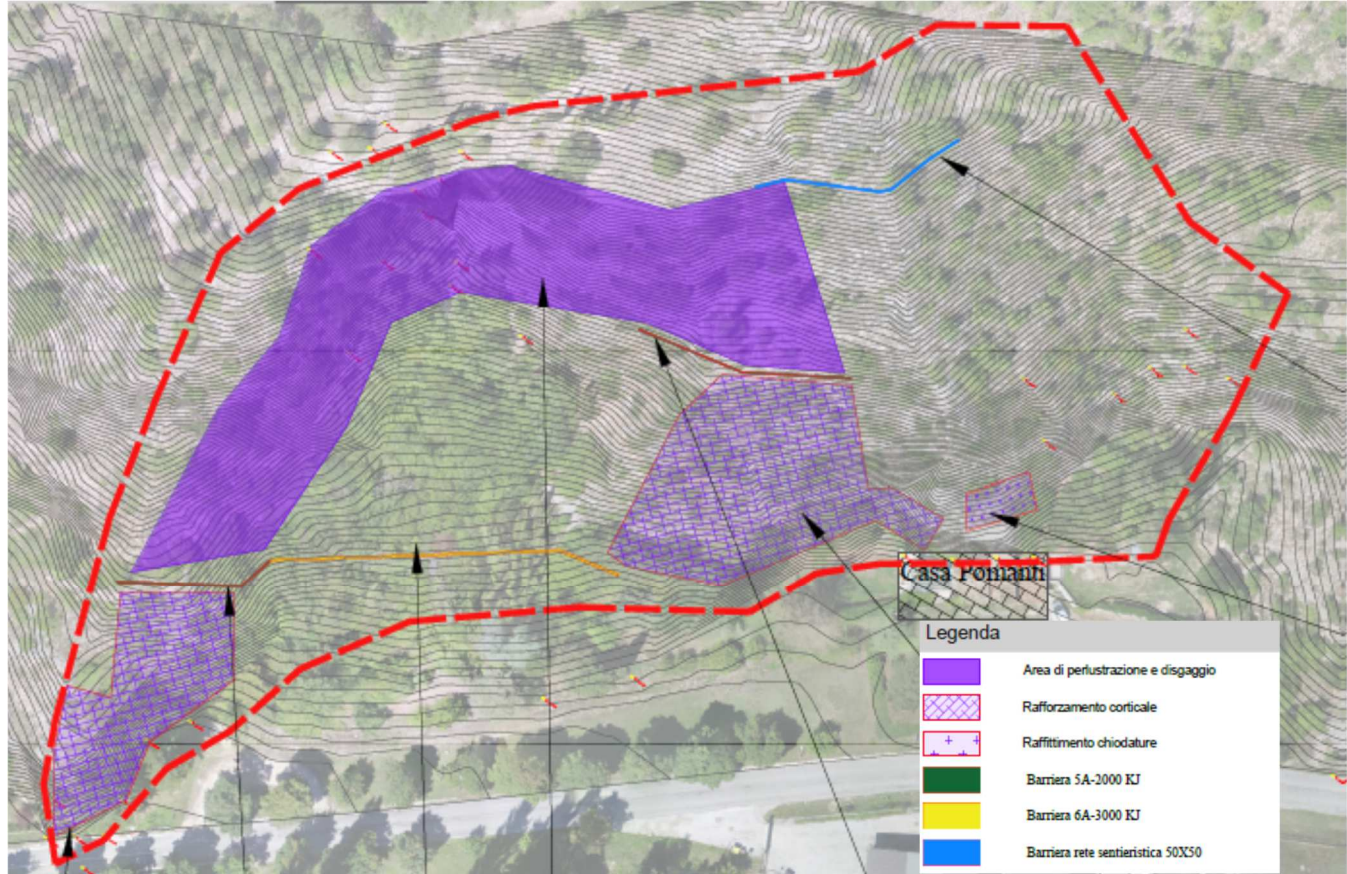 Casa Pomanti
Legenda
Area di perlustrazione e disgaggio
Rafforzamento corticale
Raffittimento chiodature
Barriera 5A-2000 KJ
Barriera 6A-3000 KJ
Barriera rete sentieristica 50X50